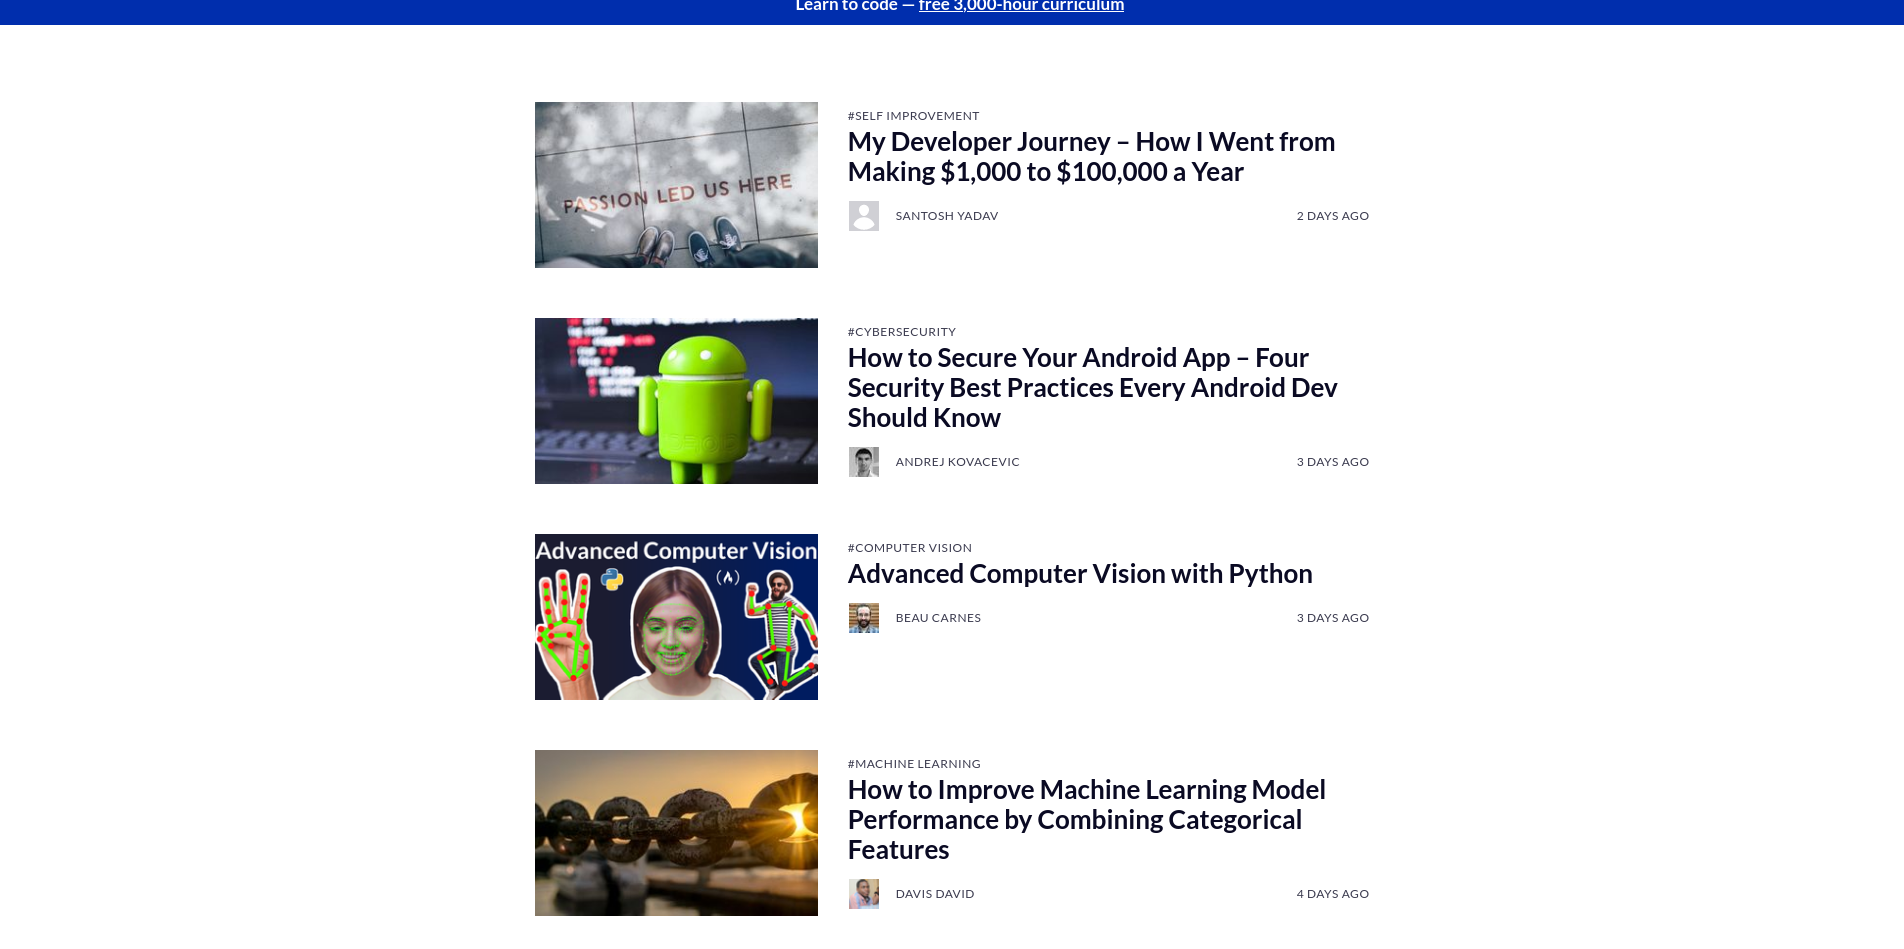 Learn to code — free 3,000-hour curriculum
PASSION LED US HERE
#SELF IMPROVEMENT
My Developer Journey – How I Went from
Making $1,000 to $100,000 a Year
SANTOSH YADAV
2 DAYS AGO
#CYBERSECURITY
How to Secure Your Android App – Four
Security Best Practices Every Android Dev
Should Know
ANDREJ KOVACEVIC
3 DAYS AGO
Advanced Computer Vision
#COMPUTER VISION
Advanced Computer Vision with Python
BEAU CARNES
3 DAYS AGO
#MACHINE LEARNING
How to Improve Machine Learning Model
Performance by Combining Categorical
Features
DAVIS DAVID
4 DAYS AGO